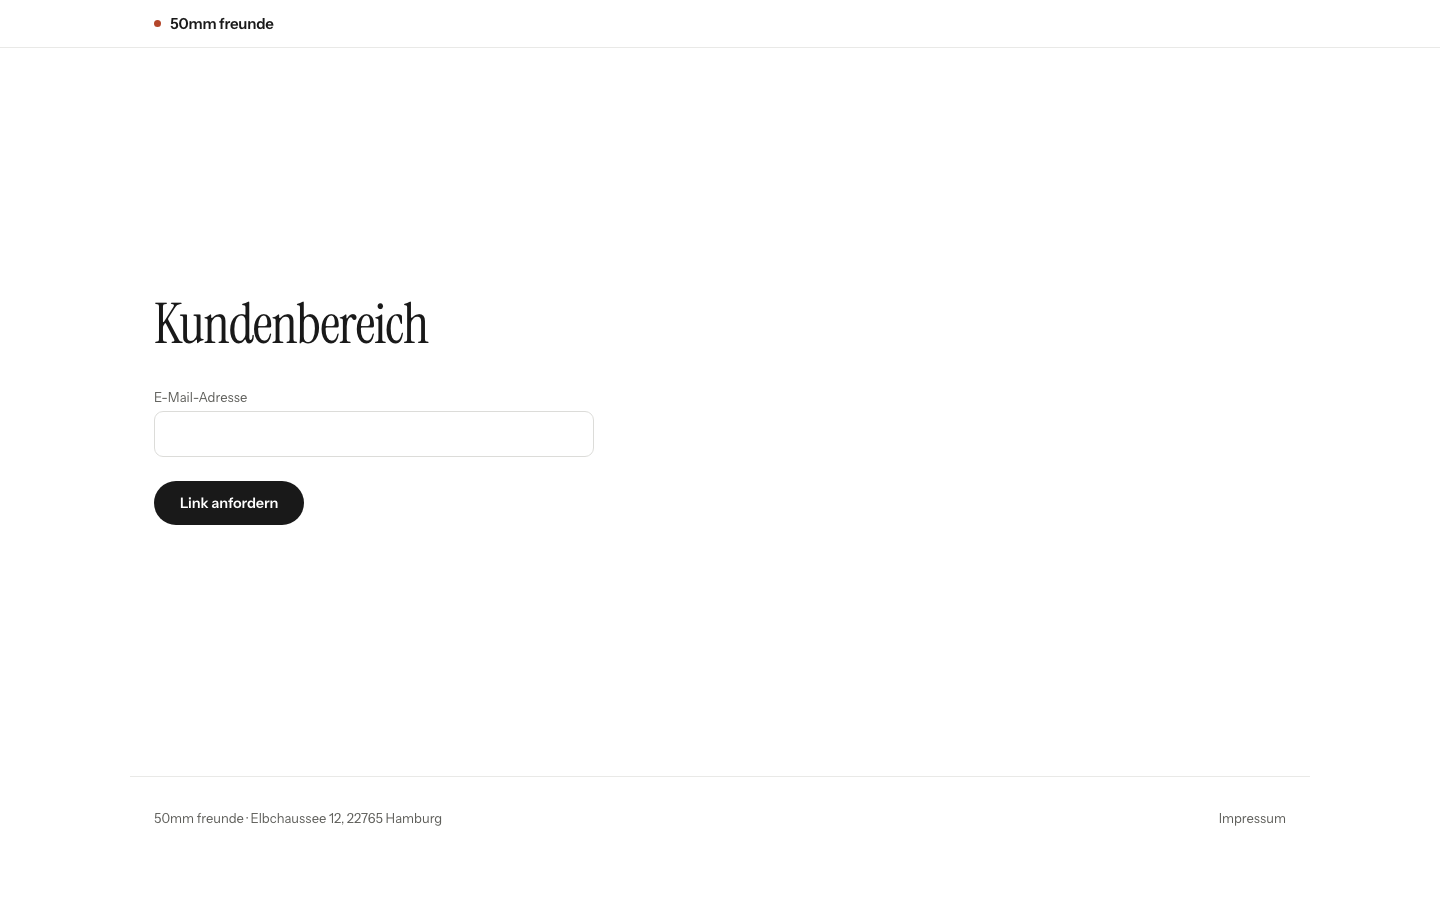 50mm freunde
Kundenbereich
E-Mail-Adresse
Link anfordern
50mm freunde · Elbchaussee 12, 22765 Hamburg
Impressum